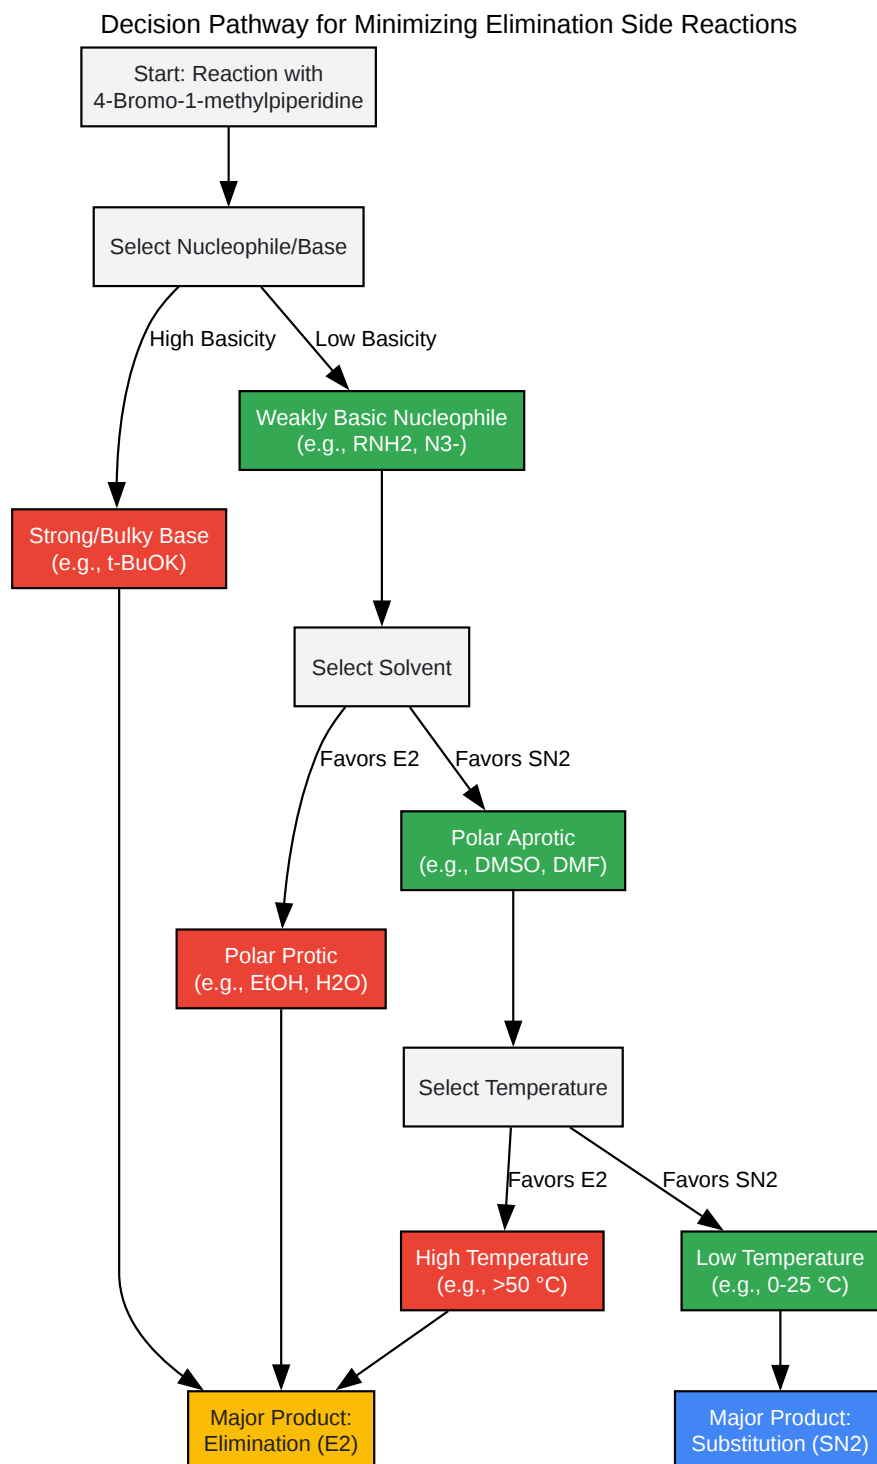 Decision Pathway for Minimizing Elimination Side Reactions
Start: Reaction with
4-Bromo-1-methylpiperidine
Select Nucleophile/Base
High Basicity
Low Basicity
Weakly Basic Nucleophile
(e.g., RNH2, N3-)
Strong/Bulky Base
(e.g., t-BuOK)
Select Solvent
Favors E2
Favors SN2
Polar Aprotic
(e.g., DMSO, DMF)
Polar Protic
(e.g., EtOH, H2O)
Select Temperature
Favors E2
Favors SN2
High Temperature
(e.g., >50 °C)
Low Temperature
(e.g., 0-25 °C)
Major Product:
Elimination (E2)
Major Product:
Substitution (SN2)